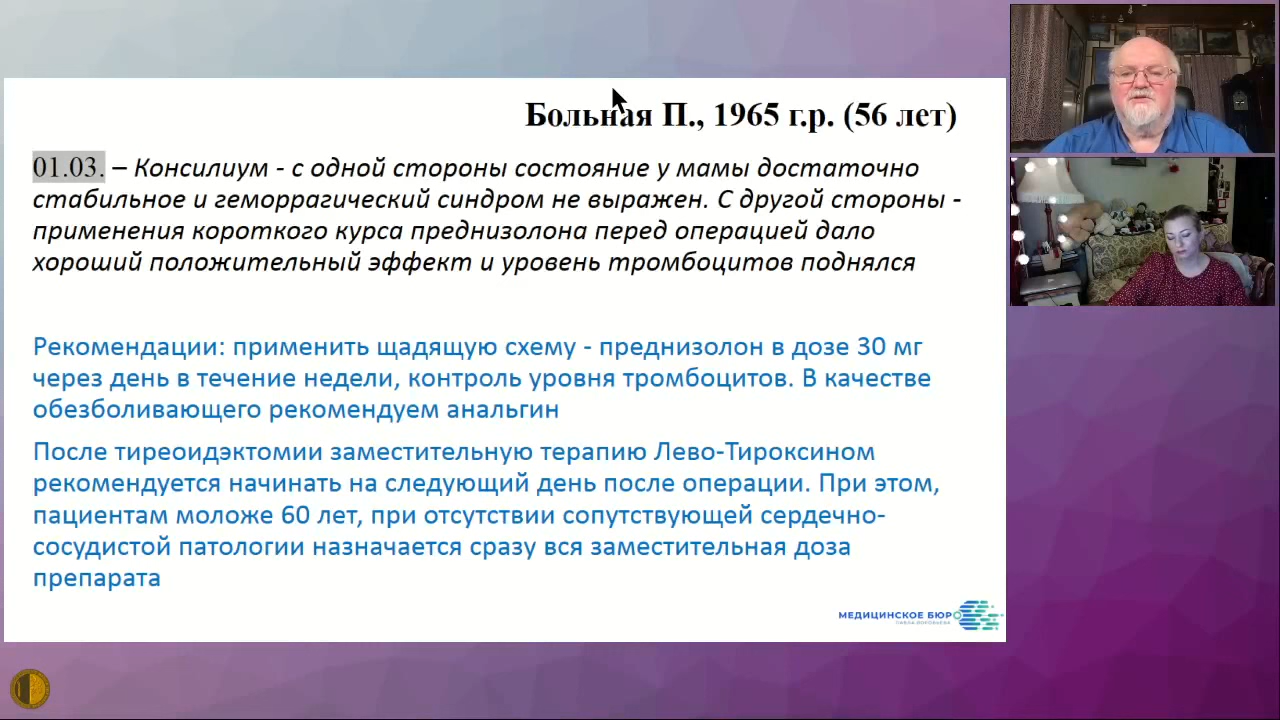 Больная П., 1965 г.р. (56 лет)
01.03. – Консилиум - с одной стороны состояние у мамы достаточно
стабильное и геморрагический синдром не выражен. С другой стороны -
применения короткого курса преднизолона перед операцией дало
хороший положительный эффект и уровень тромбоцитов поднялся
Рекомендации: применить щадящую схему - преднизолон в дозе 30 мг
через день в течение недели, контроль уровня тромбоцитов. В качестве
обезболивающего рекомендуем анальгин
После тиреоидэктомии заместительную терапию Лево-Тироксином
рекомендуется начинать на следующий день после операции. При этом,
пациентам моложе 60 лет, при отсутствии сопутствующей сердечно-
сосудистой патологии назначается сразу вся заместительная доза
препарата
МЕДИЦИНСКОЕ БЮРО
ПАВЛА ВОРОБЬЕВА